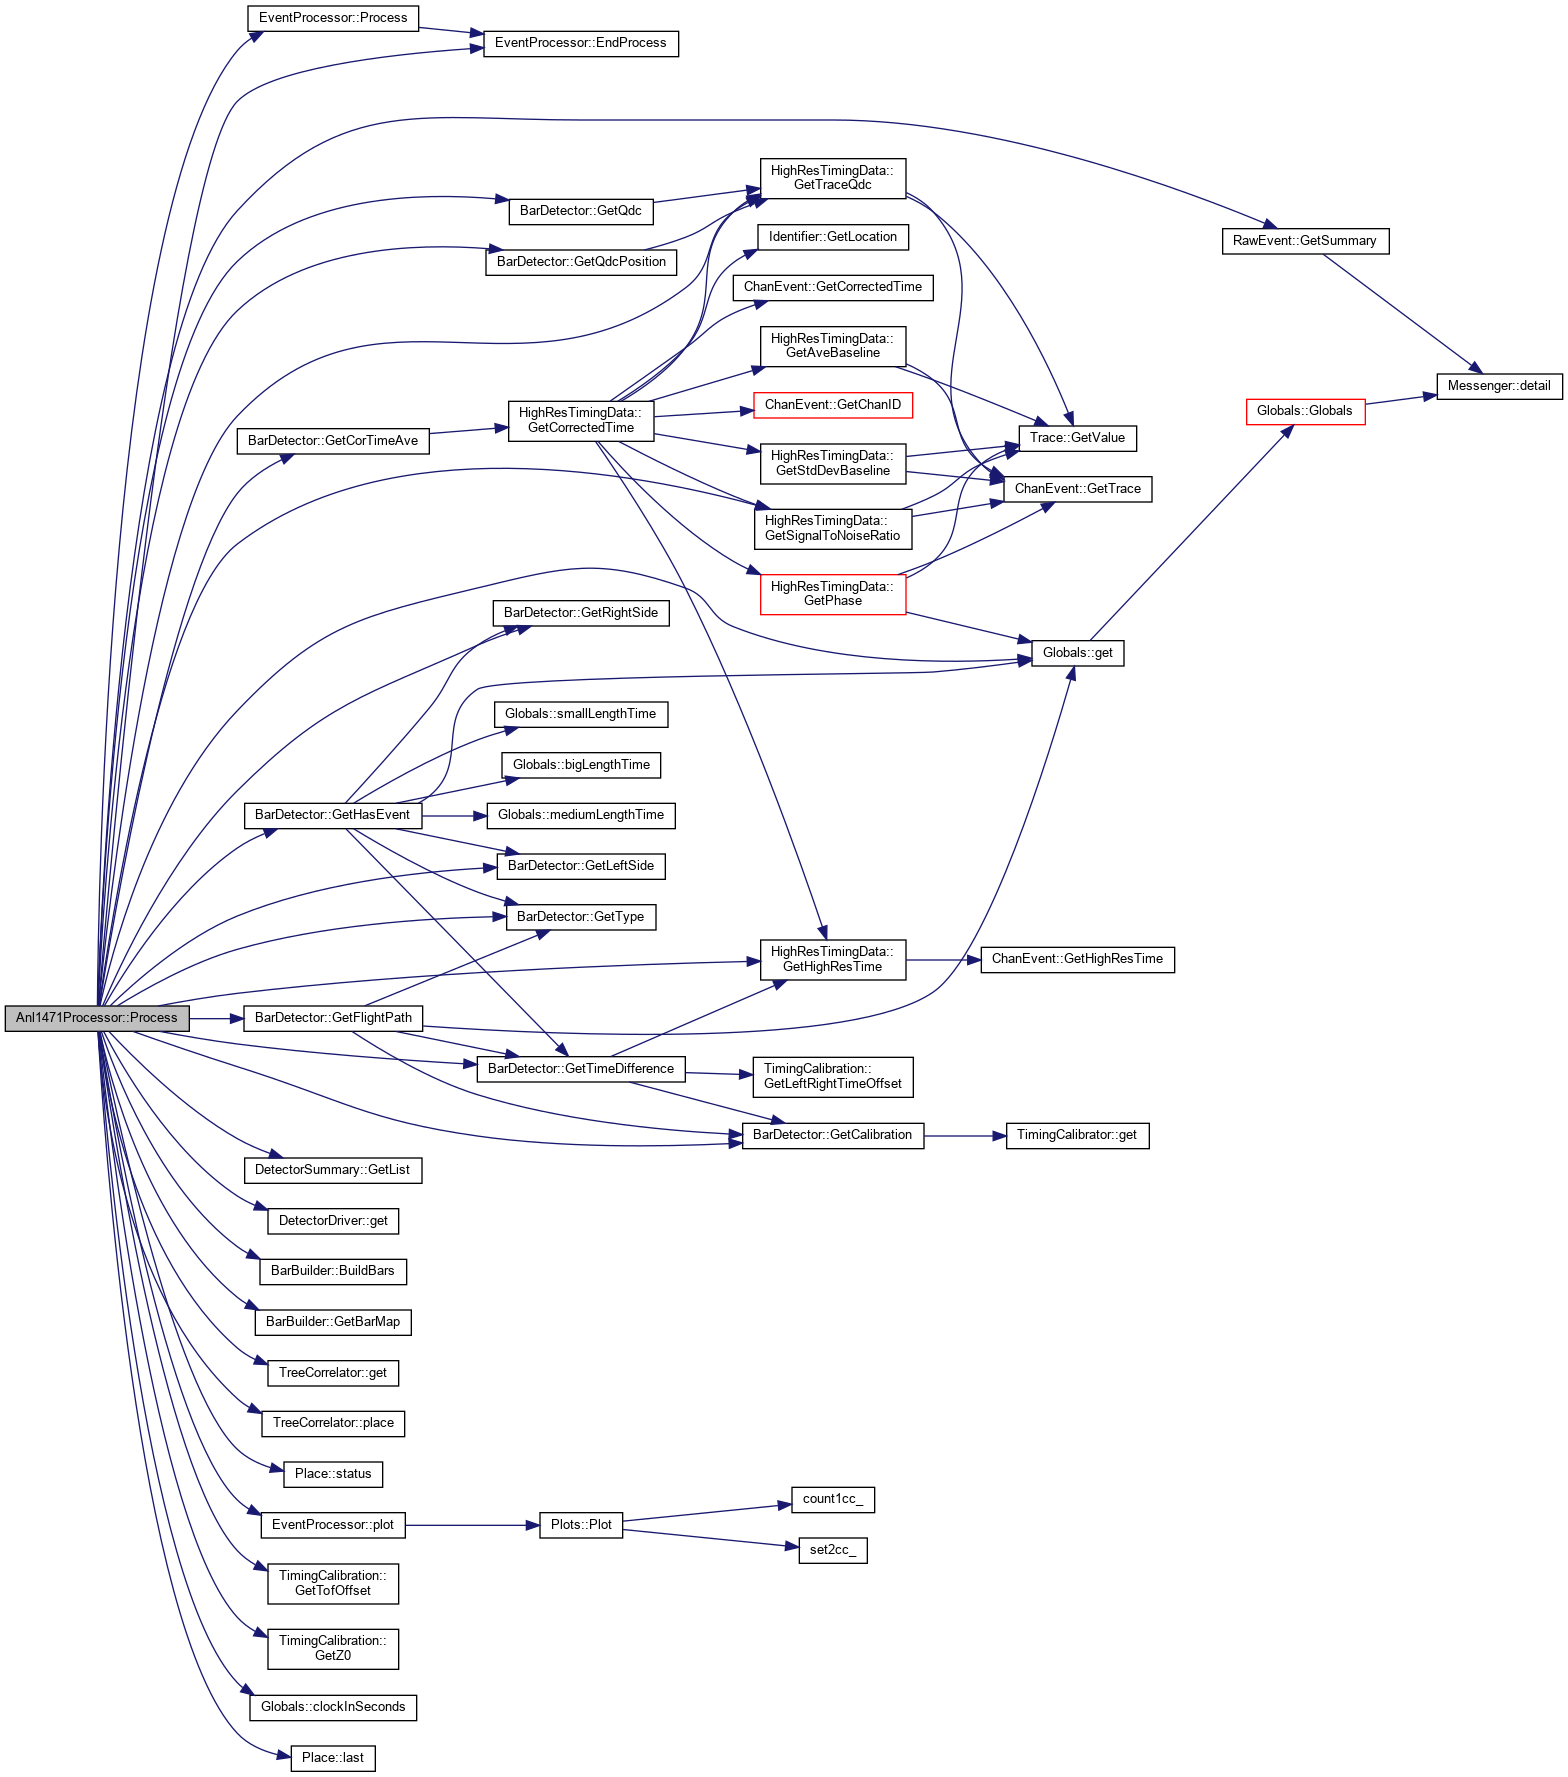 EventProcessor::Process
EventProcessor::EndProcess
HighResTimingData::
GetTraceQdc
BarDetector::GetQdc
Identifier::GetLocation
RawEvent::GetSummary
BarDetector::GetQdcPosition
ChanEvent::GetCorrectedTime
HighResTimingData::
GetAveBaseline
Messenger::detail
ChanEvent::GetChanID
Globals::Globals
HighResTimingData::
GetCorrectedTime
BarDetector::GetCorTimeAve
Trace::GetValue
HighResTimingData::
GetStdDevBaseline
ChanEvent::GetTrace
HighResTimingData::
GetSignalToNoiseRatio
HighResTimingData::
GetPhase
BarDetector::GetRightSide
Globals::get
Globals::smallLengthTime
Globals::bigLengthTime
BarDetector::GetHasEvent
Globals::mediumLengthTime
BarDetector::GetLeftSide
BarDetector::GetType
HighResTimingData::
GetHighResTime
ChanEvent::GetHighResTime
Anl1471Processor::Process
BarDetector::GetFlightPath
BarDetector::GetTimeDifference
TimingCalibration::
GetLeftRightTimeOffset
BarDetector::GetCalibration
TimingCalibrator::get
DetectorSummary::GetList
DetectorDriver::get
BarBuilder::BuildBars
BarBuilder::GetBarMap
TreeCorrelator::get
TreeCorrelator::place
Place::status
count1cc_
EventProcessor::plot
Plots::Plot
set2cc_
TimingCalibration::
GetTofOffset
TimingCalibration::
GetZ0
Globals::clockInSeconds
Place::last